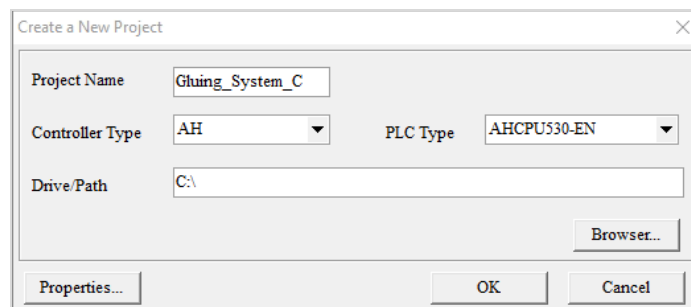 Create a New Project
Project Name Gluing_System_C
Controller Type AH PLC Type AHCPU530-EN
Drive/Path C:\
Browser...
Properties... OK Cancel